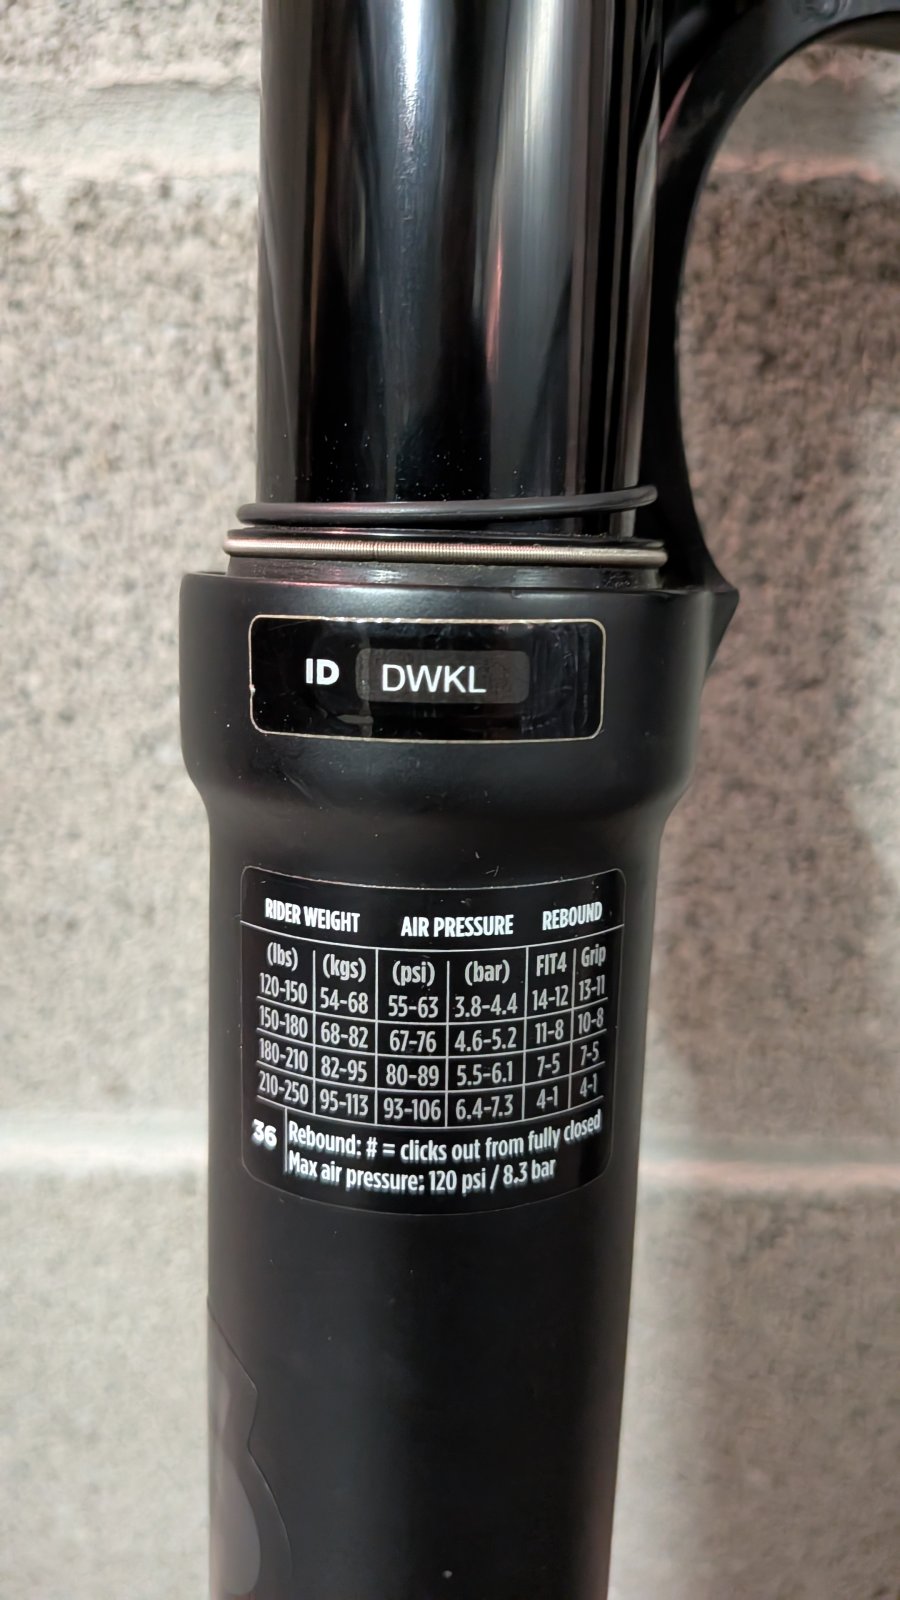 ID DWKL
RIDER WEIGHT AIR PRESSURE REBOUND
(lbs) (kgs) (psi) (bar) FIT4 Grip
120-150 54-68 55-63 3.8-4.4 14-12 13-11
150-180 68-82 67-76 4.6-5.2 11-8 10-8
180-210 82-95 80-89 5.5-6.1 7-5 7-5
210-250 95-113 93-106 6.4-7.3 4-1 4-1
36 Rebound: # = clicks out from fully closed
Max air pressure: 120 psi / 8.3 bar